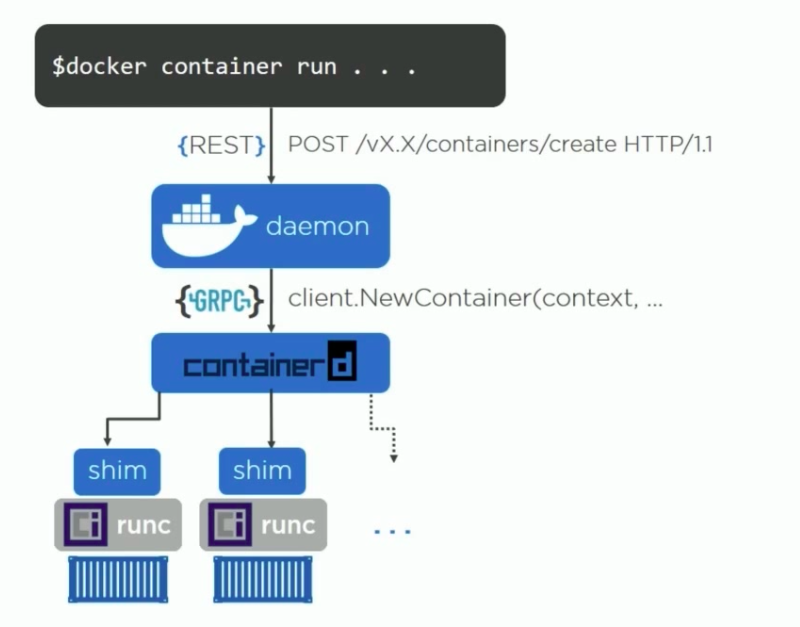 $docker container run . . .
{REST} POST /vX.X/containers/create HTTP/1.1
daemon
{GRPC} client.NewContainer(context, ...
containerd
shim shim
runc runc
...